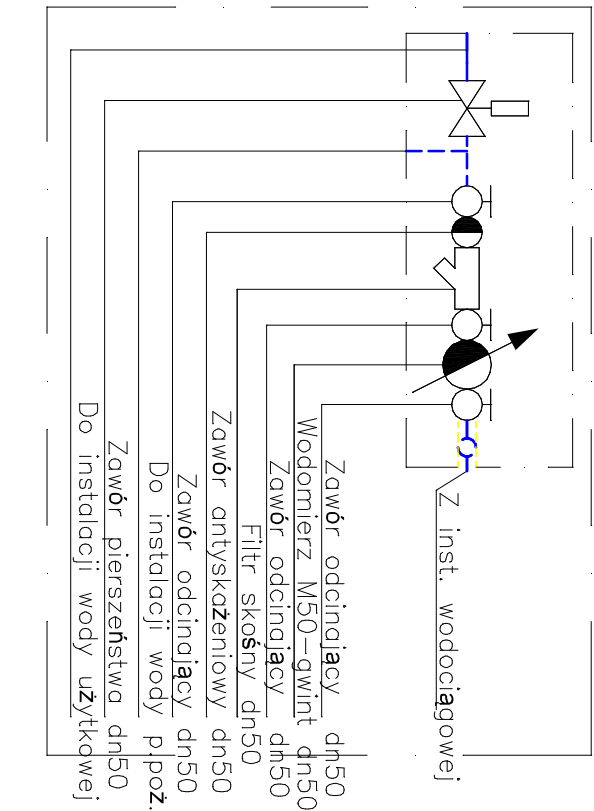 Z inst. wodociągowej
Zawór odcinający dn50
Wodomierz M50-gwint dn50
Zawór odcinający dn50
Filtr skośny dn50
Zawór antyskażeniowy dn50
Zawór odcinający dn50
Do instalacji wody p.poż.
Zawór pierszeństwa dn50
Do instalacji wody użytkowej